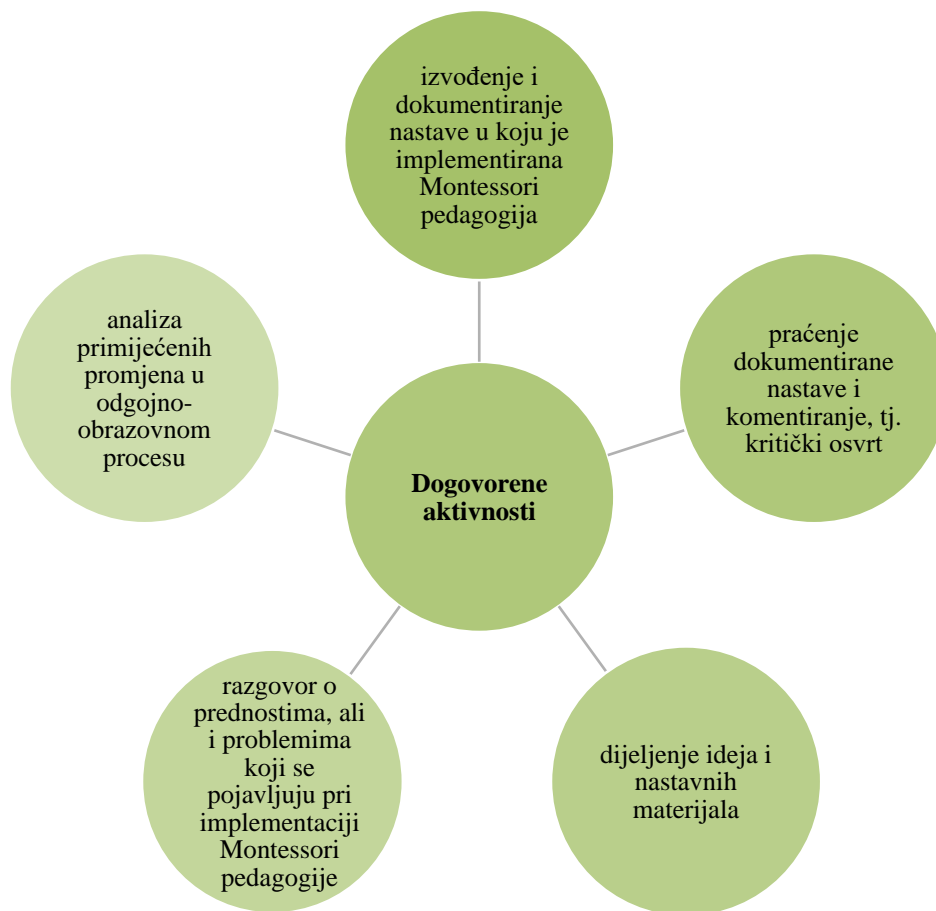 izvođenje i
dokumentiranje
nastave u koju je
implementirana
Montessori
pedagogija
praćenje
dokumentirane
nastave i
komentiranje, tj.
kritički osvrt
dijeljenje ideja i
nastavnih
materijala
razgovor o
prednostima, ali
i problemima
koji se
pojavljuju pri
implementaciji
Montessori
pedagogije
analiza
primijećenih
promjena u
odgojno-
obrazovnom
procesu
Dogovorene
aktivnosti